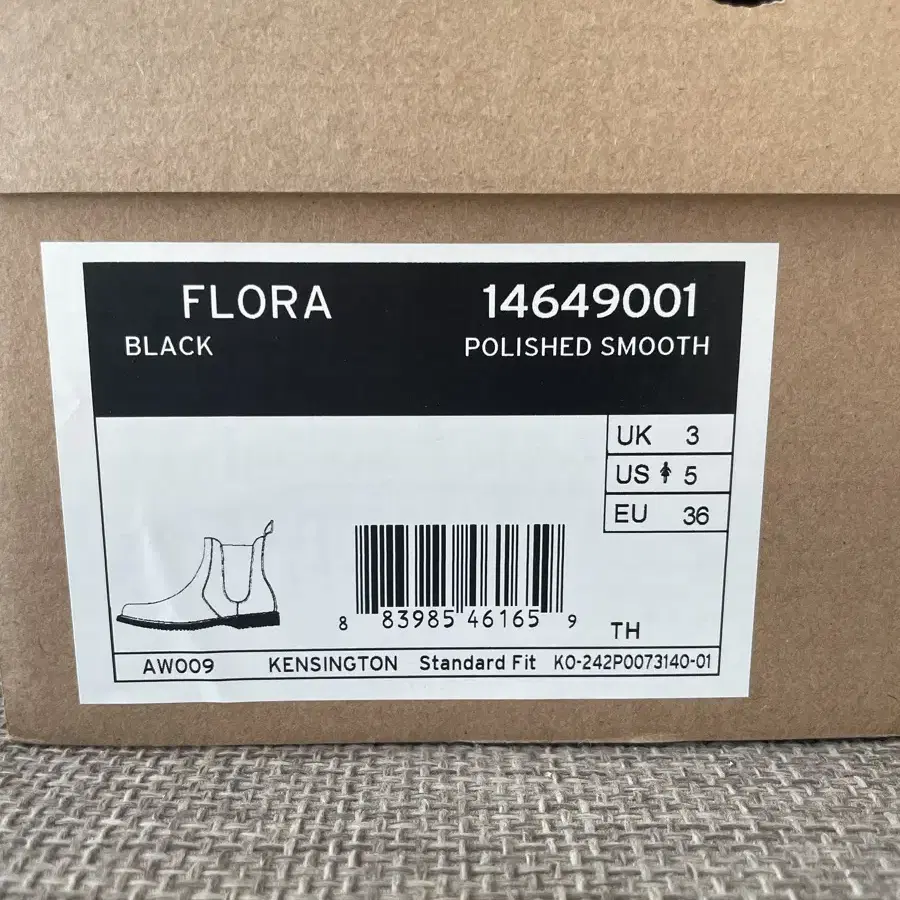 FLORA 14649001
BLACK POLISHED SMOOTH
UK 3
US 5
EU 36
8 83985 46165 9
TH
AW009 KENSINGTON Standard Fit KO-242P0073140-01